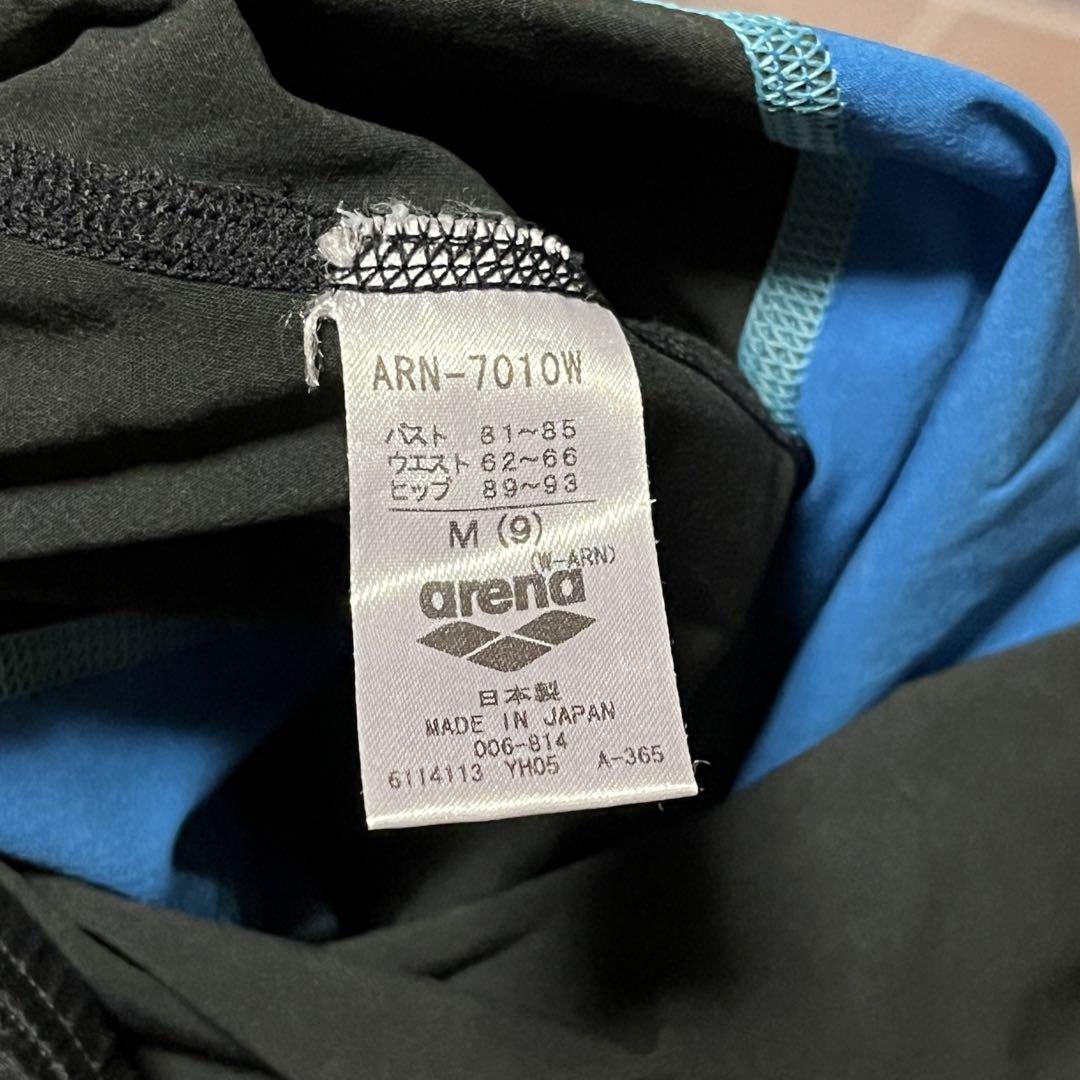 ARN-7010W
バスト 81~85
ウエスト 62~66
ヒップ 89~93
M (9)
(W-ARN)
arena
日本製
MADE IN JAPAN
006-814
6114113 YH05 A-365